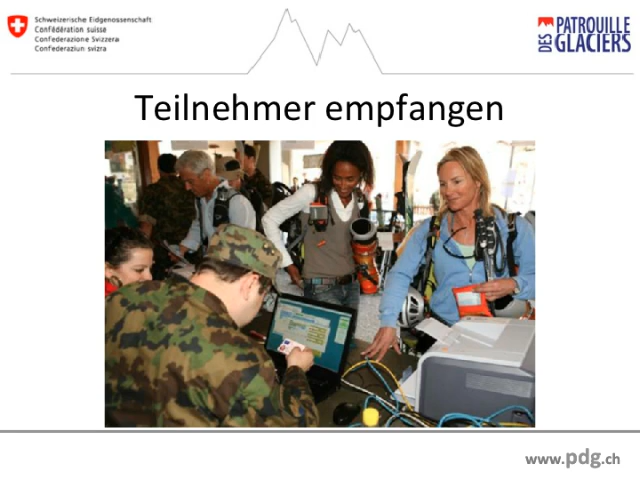 Schweizerische Eidgenossenschaft
Confédération suisse
Confederazione Svizzera
Confederaziun svizra
PATROUILLE
DES GLACIERS
Teilnehmer empfangen
www.pdg.ch